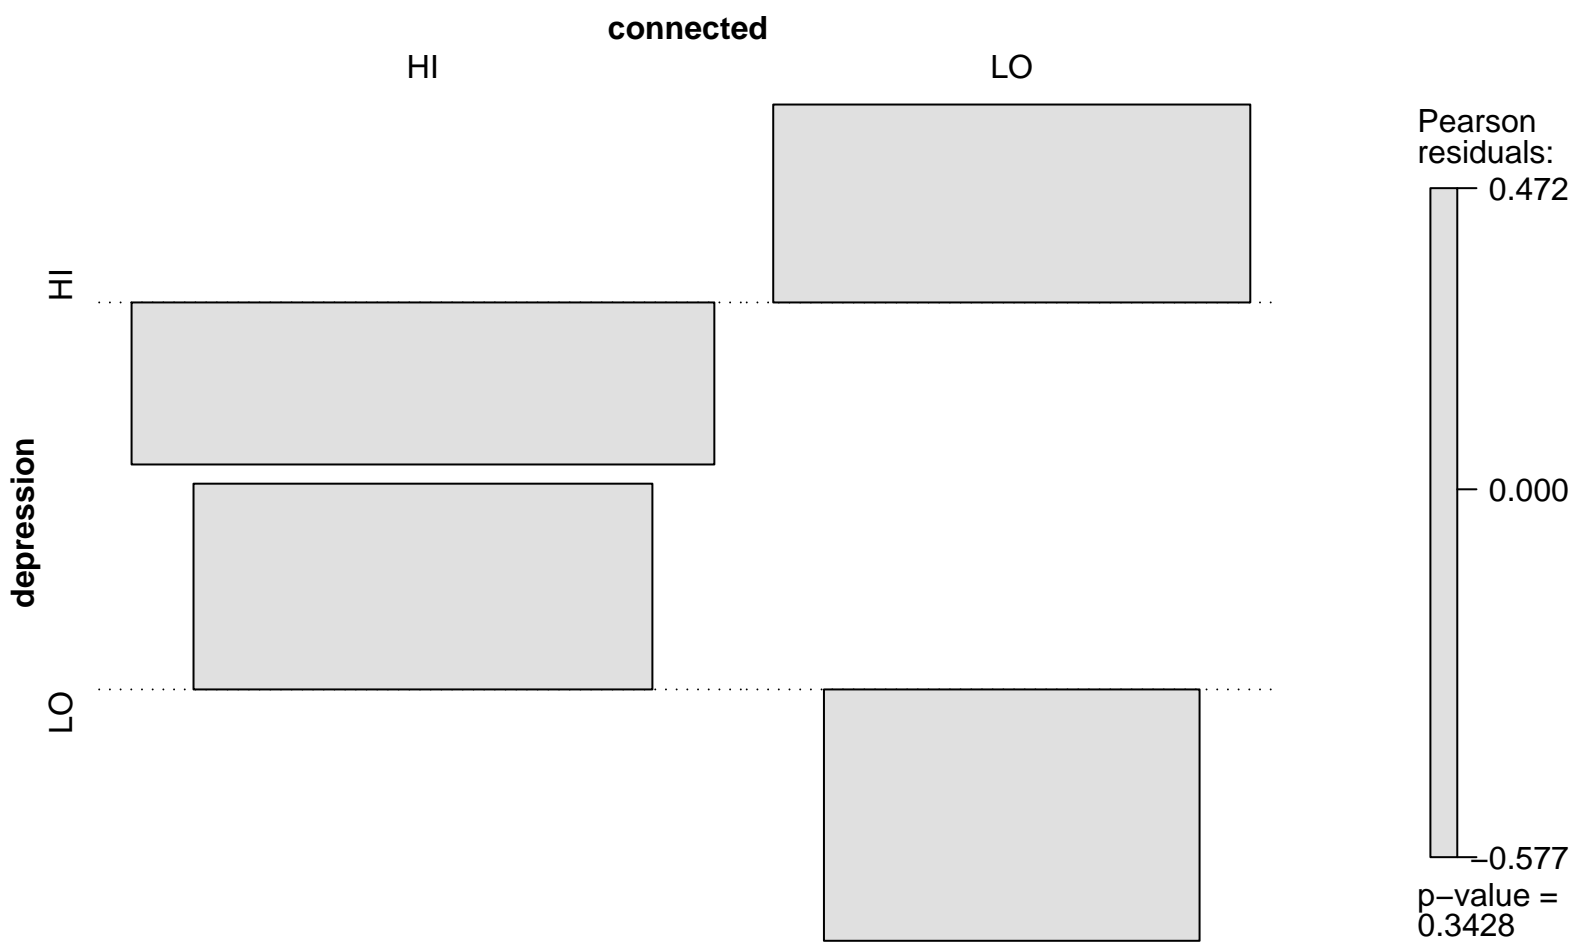 connected
HI
LO
depression
HI
LO
Pearson
residuals:
0.472
0.000
−0.577
p−value =
0.3428